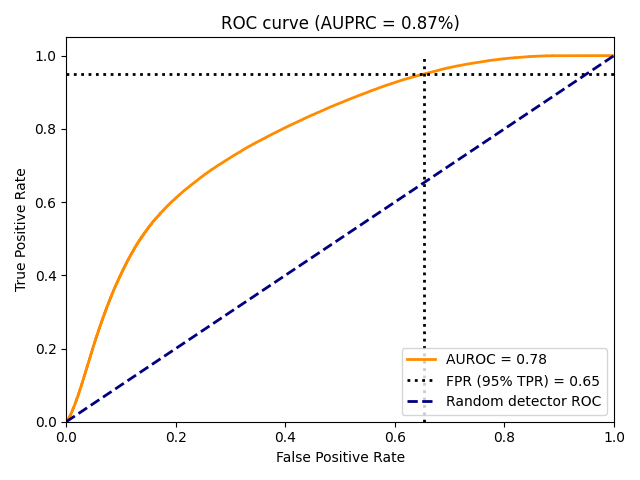 ROC curve (AUPRC = 0.87%)
True Positive Rate
1.0
0.8
0.6
0.4
0.2
0.0
AUROC = 0.78
FPR (95% TPR) = 0.65
Random detector ROC
0.0 0.2 0.4 0.6 0.8 1.0
False Positive Rate